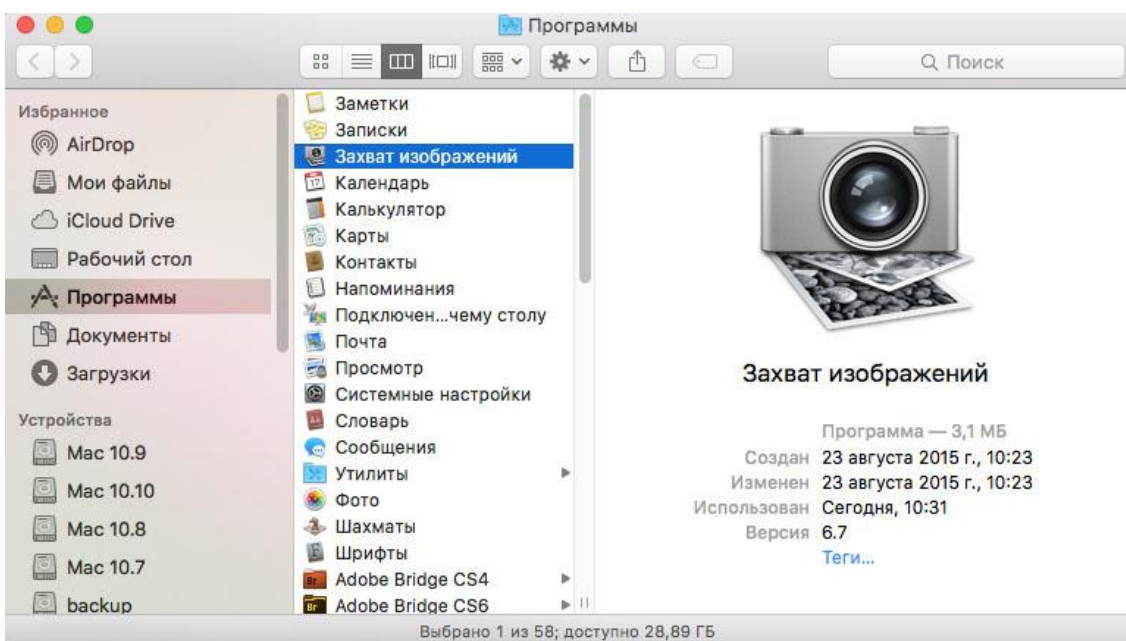 Программы
Поиск
Избранное
AirDrop
Мои файлы
iCloud Drive
Рабочий стол
Программы
Документы
Загрузки
Устройства
Mac 10.9
Mac 10.10
Mac 10.8
Mac 10.7
backup
Заметки
Записки
Захват изображений
Календарь
Калькулятор
Карты
Контакты
Напоминания
Подключен...чему столу
Почта
Просмотр
Системные настройки
Словарь
Сообщения
Утилиты
Фото
Шахматы
Шрифты
Adobe Bridge CS4
Adobe Bridge CS6
Захват изображений
Программа — 3,1 МБ
Создан 23 августа 2015 г., 10:23
Изменен 23 августа 2015 г., 10:23
Использован Сегодня, 10:31
Версия 6.7
Теги...
Выбрано 1 из 58; доступно 28,89 ГБ